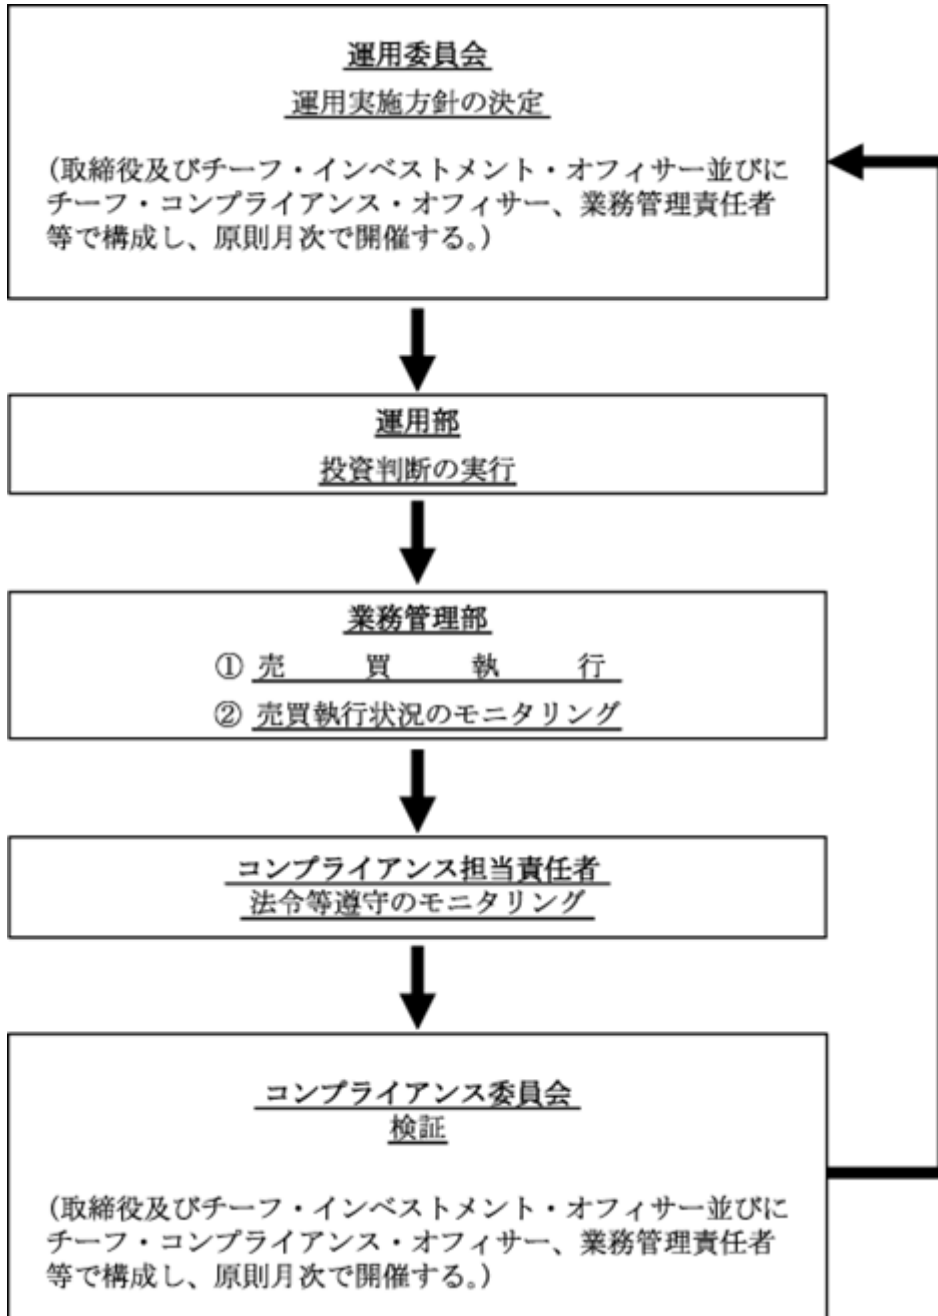 運用委員会
運用実施方針の決定
(取締役及びチーフ・インベストメント・オフィサー並びに
チーフ・コンプライアンス・オフィサー、業務管理責任者
等で構成し、原則月次で開催する。)
運用部
投資判断の実行
業務管理部
① 売買執行
② 売買執行状況のモニタリング
コンプライアンス担当責任者
法令等遵守のモニタリング
コンプライアンス委員会
検証
(取締役及びチーフ・インベストメント・オフィサー並びに
チーフ・コンプライアンス・オフィサー、業務管理責任者
等で構成し、原則月次で開催する。)